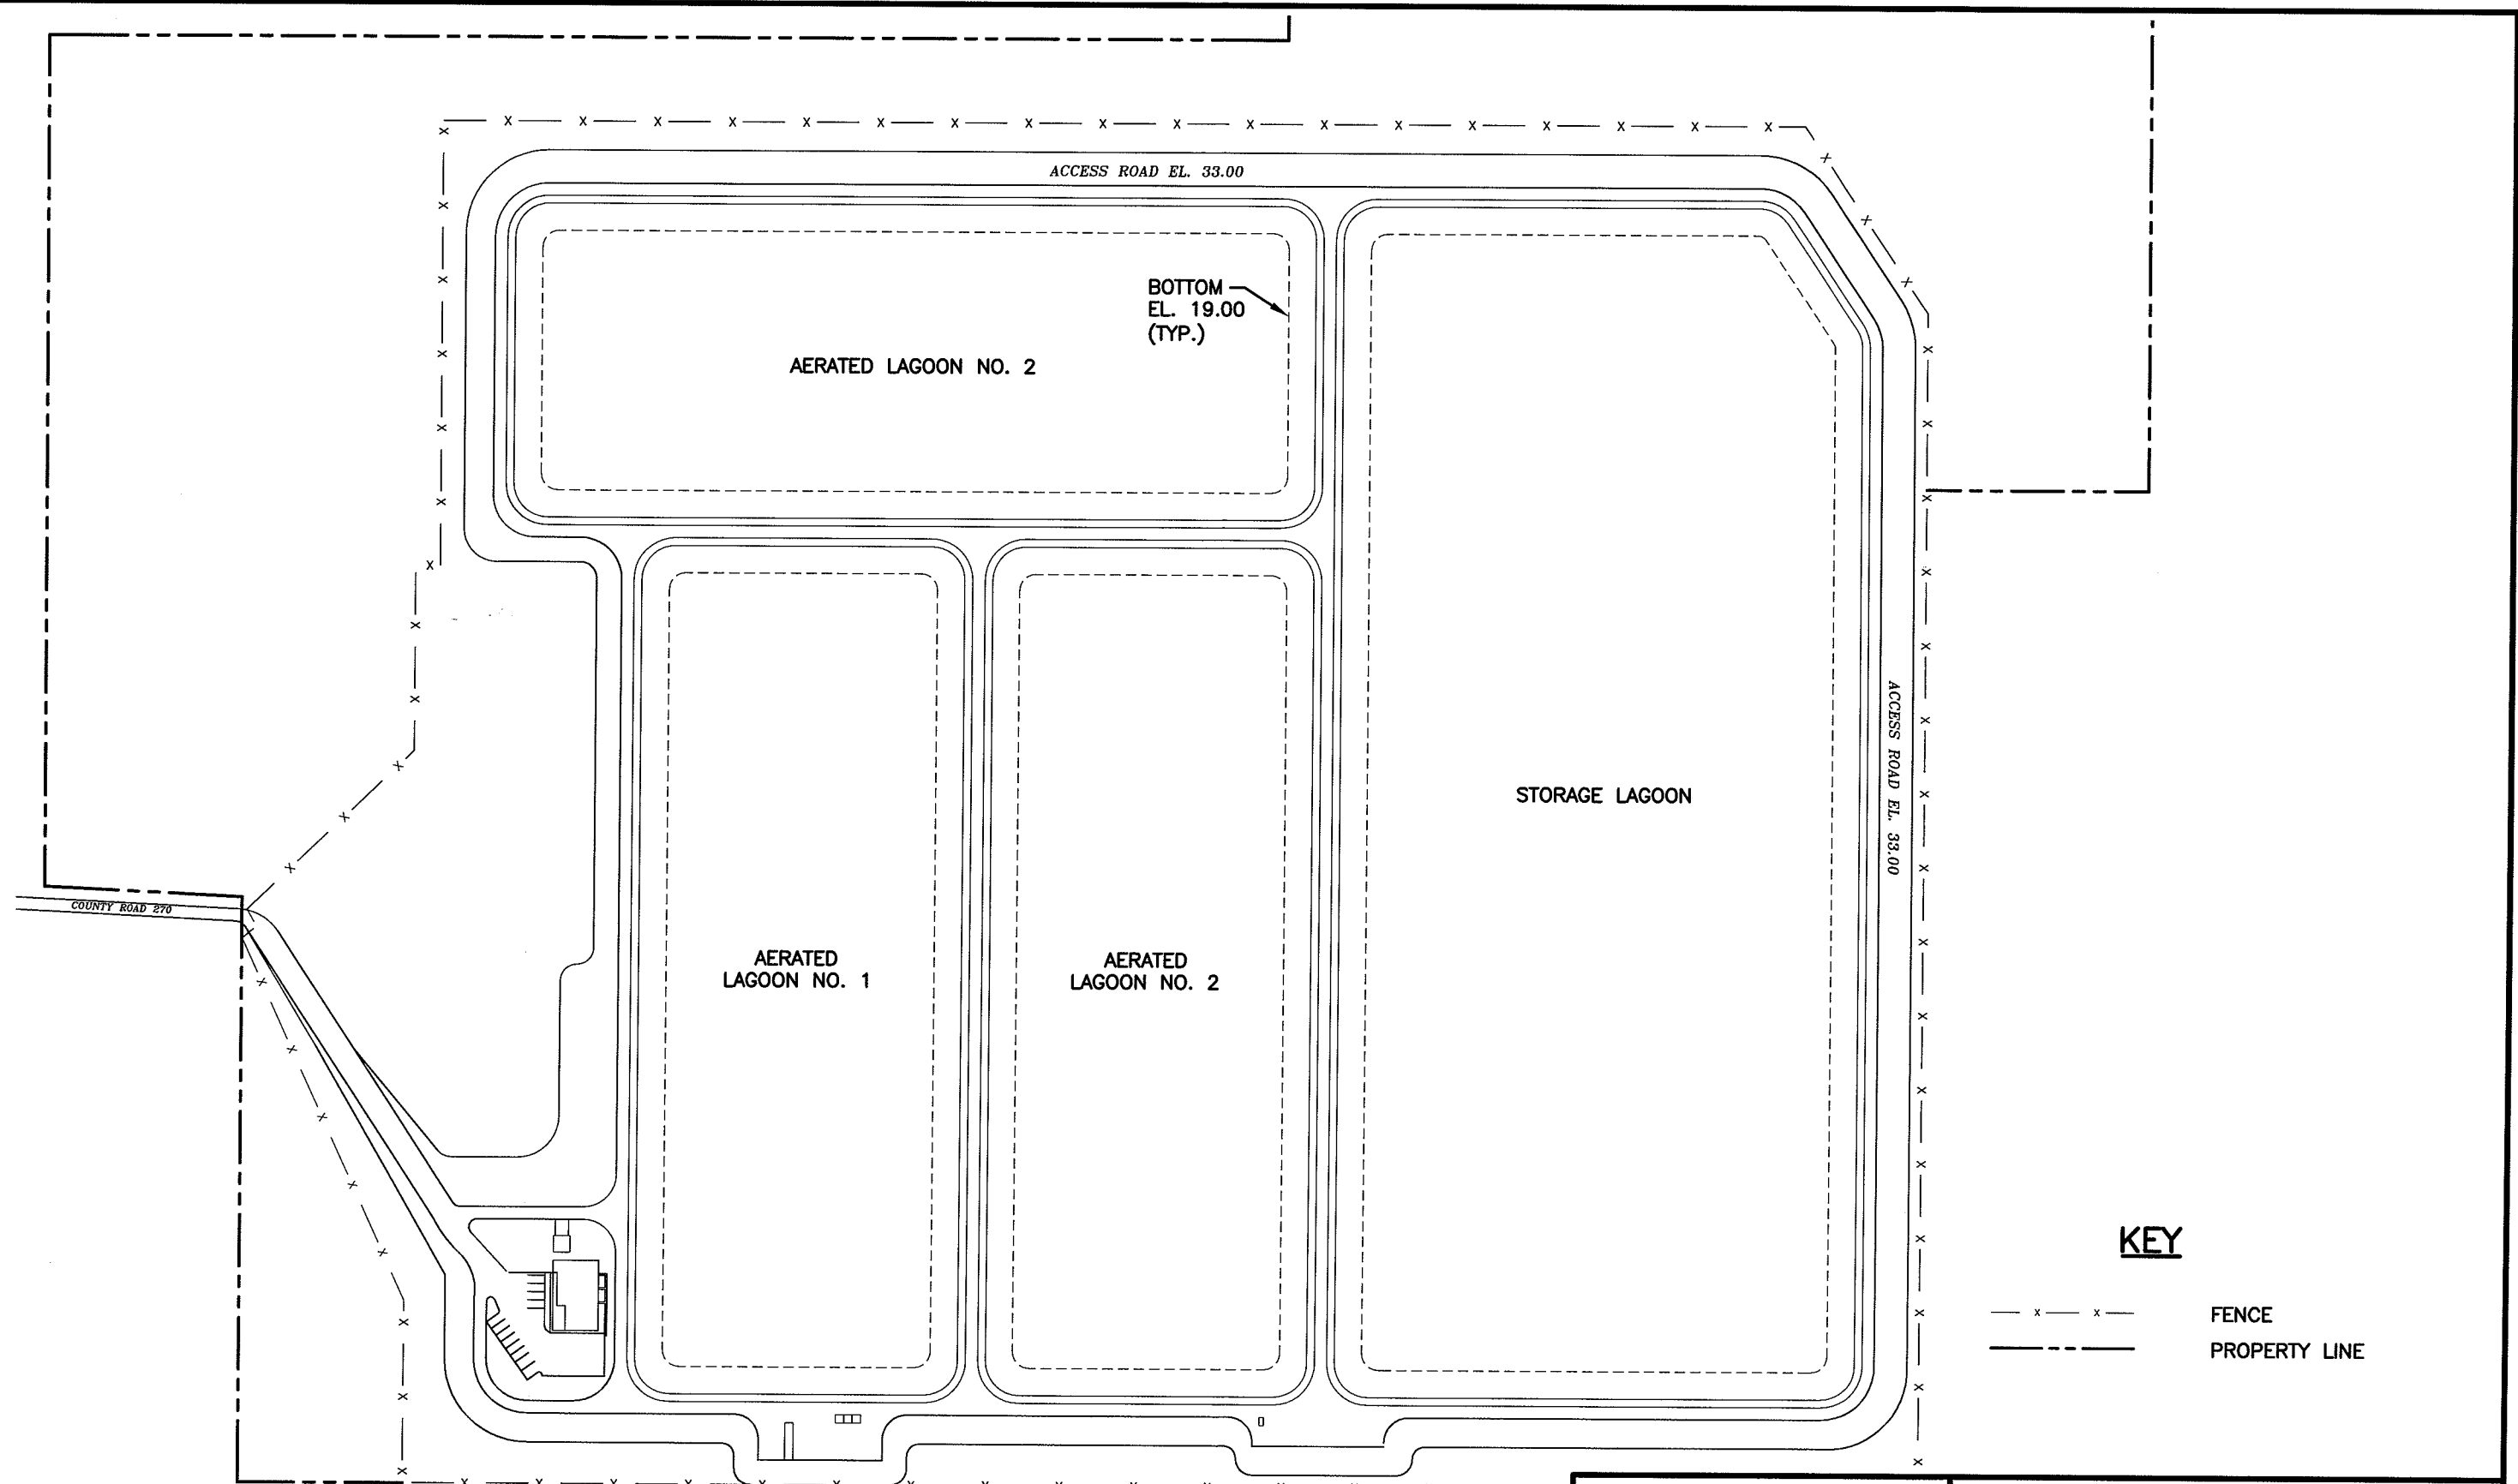 ACCESS ROAD EL. 33.00
BOTTOM
EL. 19.00
(TYP.)
AERATED LAGOON NO. 2
ACCESS ROAD EL. 33.00
STORAGE LAGOON
COUNTY ROAD 270
AERATED
LAGOON NO. 1
AERATED
LAGOON NO. 2
KEY
x x FENCE
PROPERTY LINE